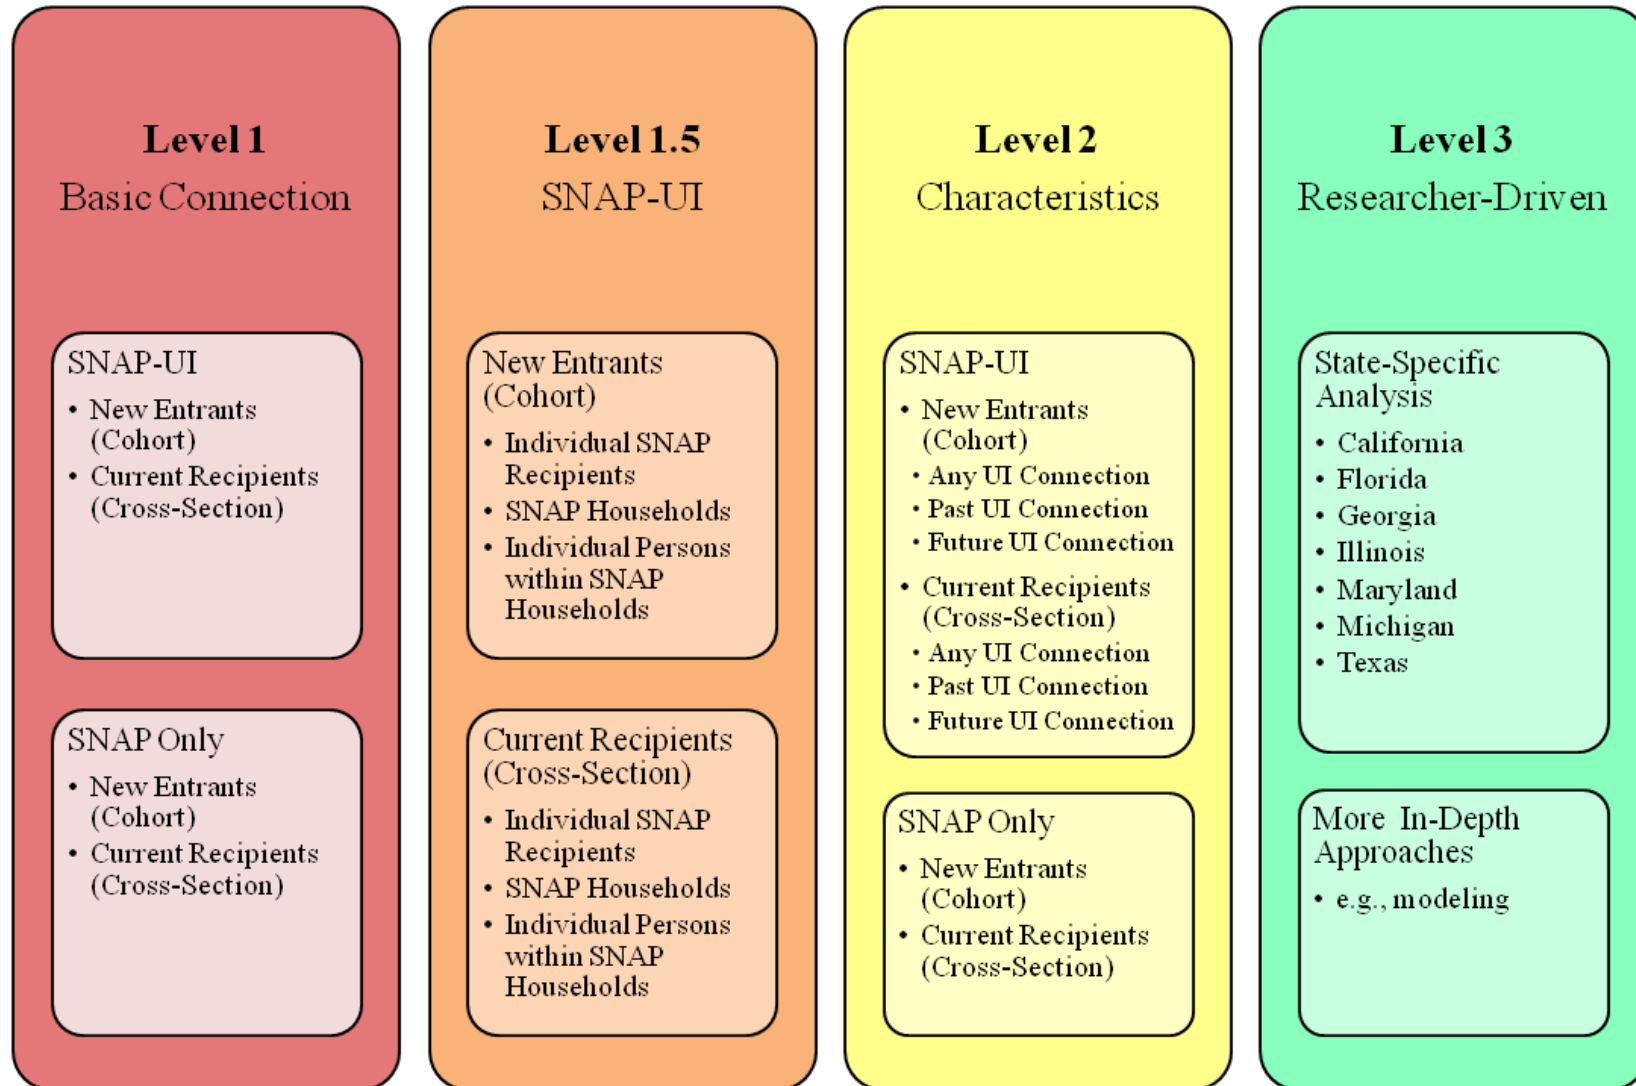 Level 1
Basic Connection
SNAP-UI
• New Entrants
(Cohort)
• Current Recipients
(Cross-Section)
SNAP Only
• New Entrants
(Cohort)
• Current Recipients
(Cross-Section)
Level 1.5
SNAP-UI
New Entrants
(Cohort)
• Individual SNAP
Recipients
• SNAP Households
• Individual Persons
within SNAP
Households
Current Recipients
(Cross-Section)
• Individual SNAP
Recipients
• SNAP Households
• Individual Persons
within SNAP
Households
Level 2
Characteristics
SNAP-UI
• New Entrants
(Cohort)
• Any UI Connection
• Past UI Connection
• Future UI Connection
• Current Recipients
(Cross-Section)
• Any UI Connection
• Past UI Connection
• Future UI Connection
SNAP Only
• New Entrants
(Cohort)
• Current Recipients
(Cross-Section)
Level 3
Researcher-Driven
State-Specific
Analysis
• California
• Florida
• Georgia
• Illinois
• Maryland
• Michigan
• Texas
More In-Depth
Approaches
• e.g., modeling